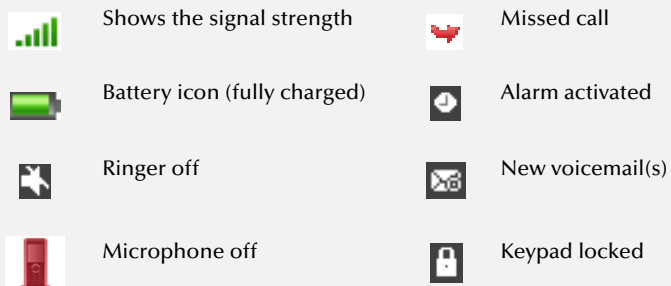 Shows the signal strength
Missed call
Battery icon (fully charged)
Alarm activated
Ringer off
New voicemail(s)
Microphone off
Keypad locked